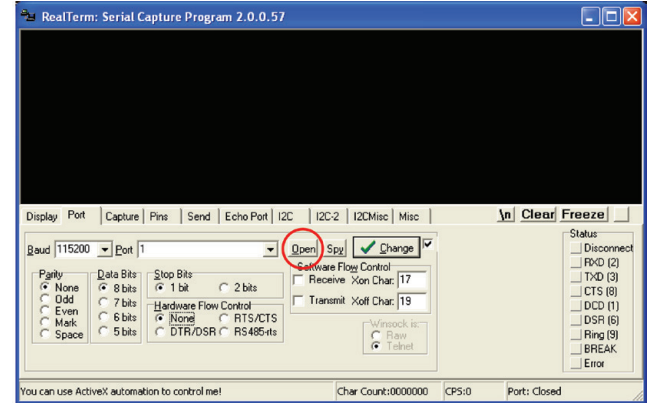 RealTerm: Serial Capture Program 2.0.0.57
Display Port Capture Pins Send Echo Port I2C I2C-2 I2CMisc Misc \n Clear Freeze
Baud 115200 Port 1 Open Spy Change
Parity
None
Odd
Even
Mark
Space
Data Bits
8 bits
7 bits
6 bits
5 bits
Stop Bits
1 bit 2 bits
Hardware Flow Control
None RTS/CTS
DTR/DSR RS485-rts
Software Flow Control
Receive Xon Char: 17
Transmit Xoff Char: 19
Winsock is:
Raw
Telnet
Status
Disconnect
RXD (2)
TXD (3)
CTS (8)
DCD (1)
DSR (6)
Ring (9)
BREAK
Error
You can use ActiveX automation to control me! Char Count:0000000 CPS:0 Port: Closed